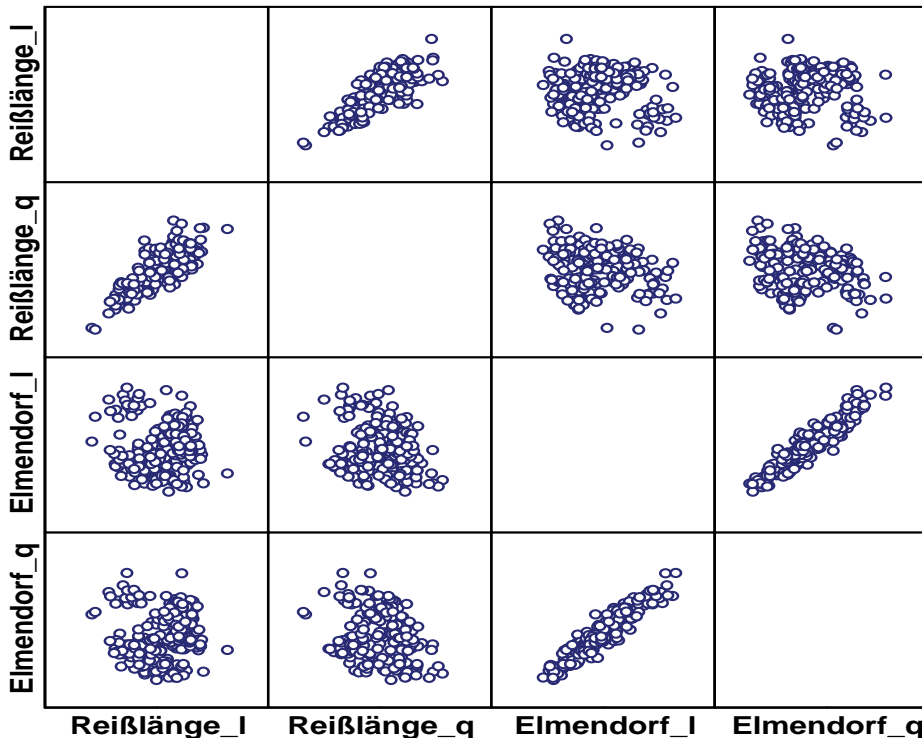 Reißlänge_l
Reißlänge_q
Elmendorf_l
Elmendorf_q
Reißlänge_l
Reißlänge_q
Elmendorf_l
Elmendorf_q